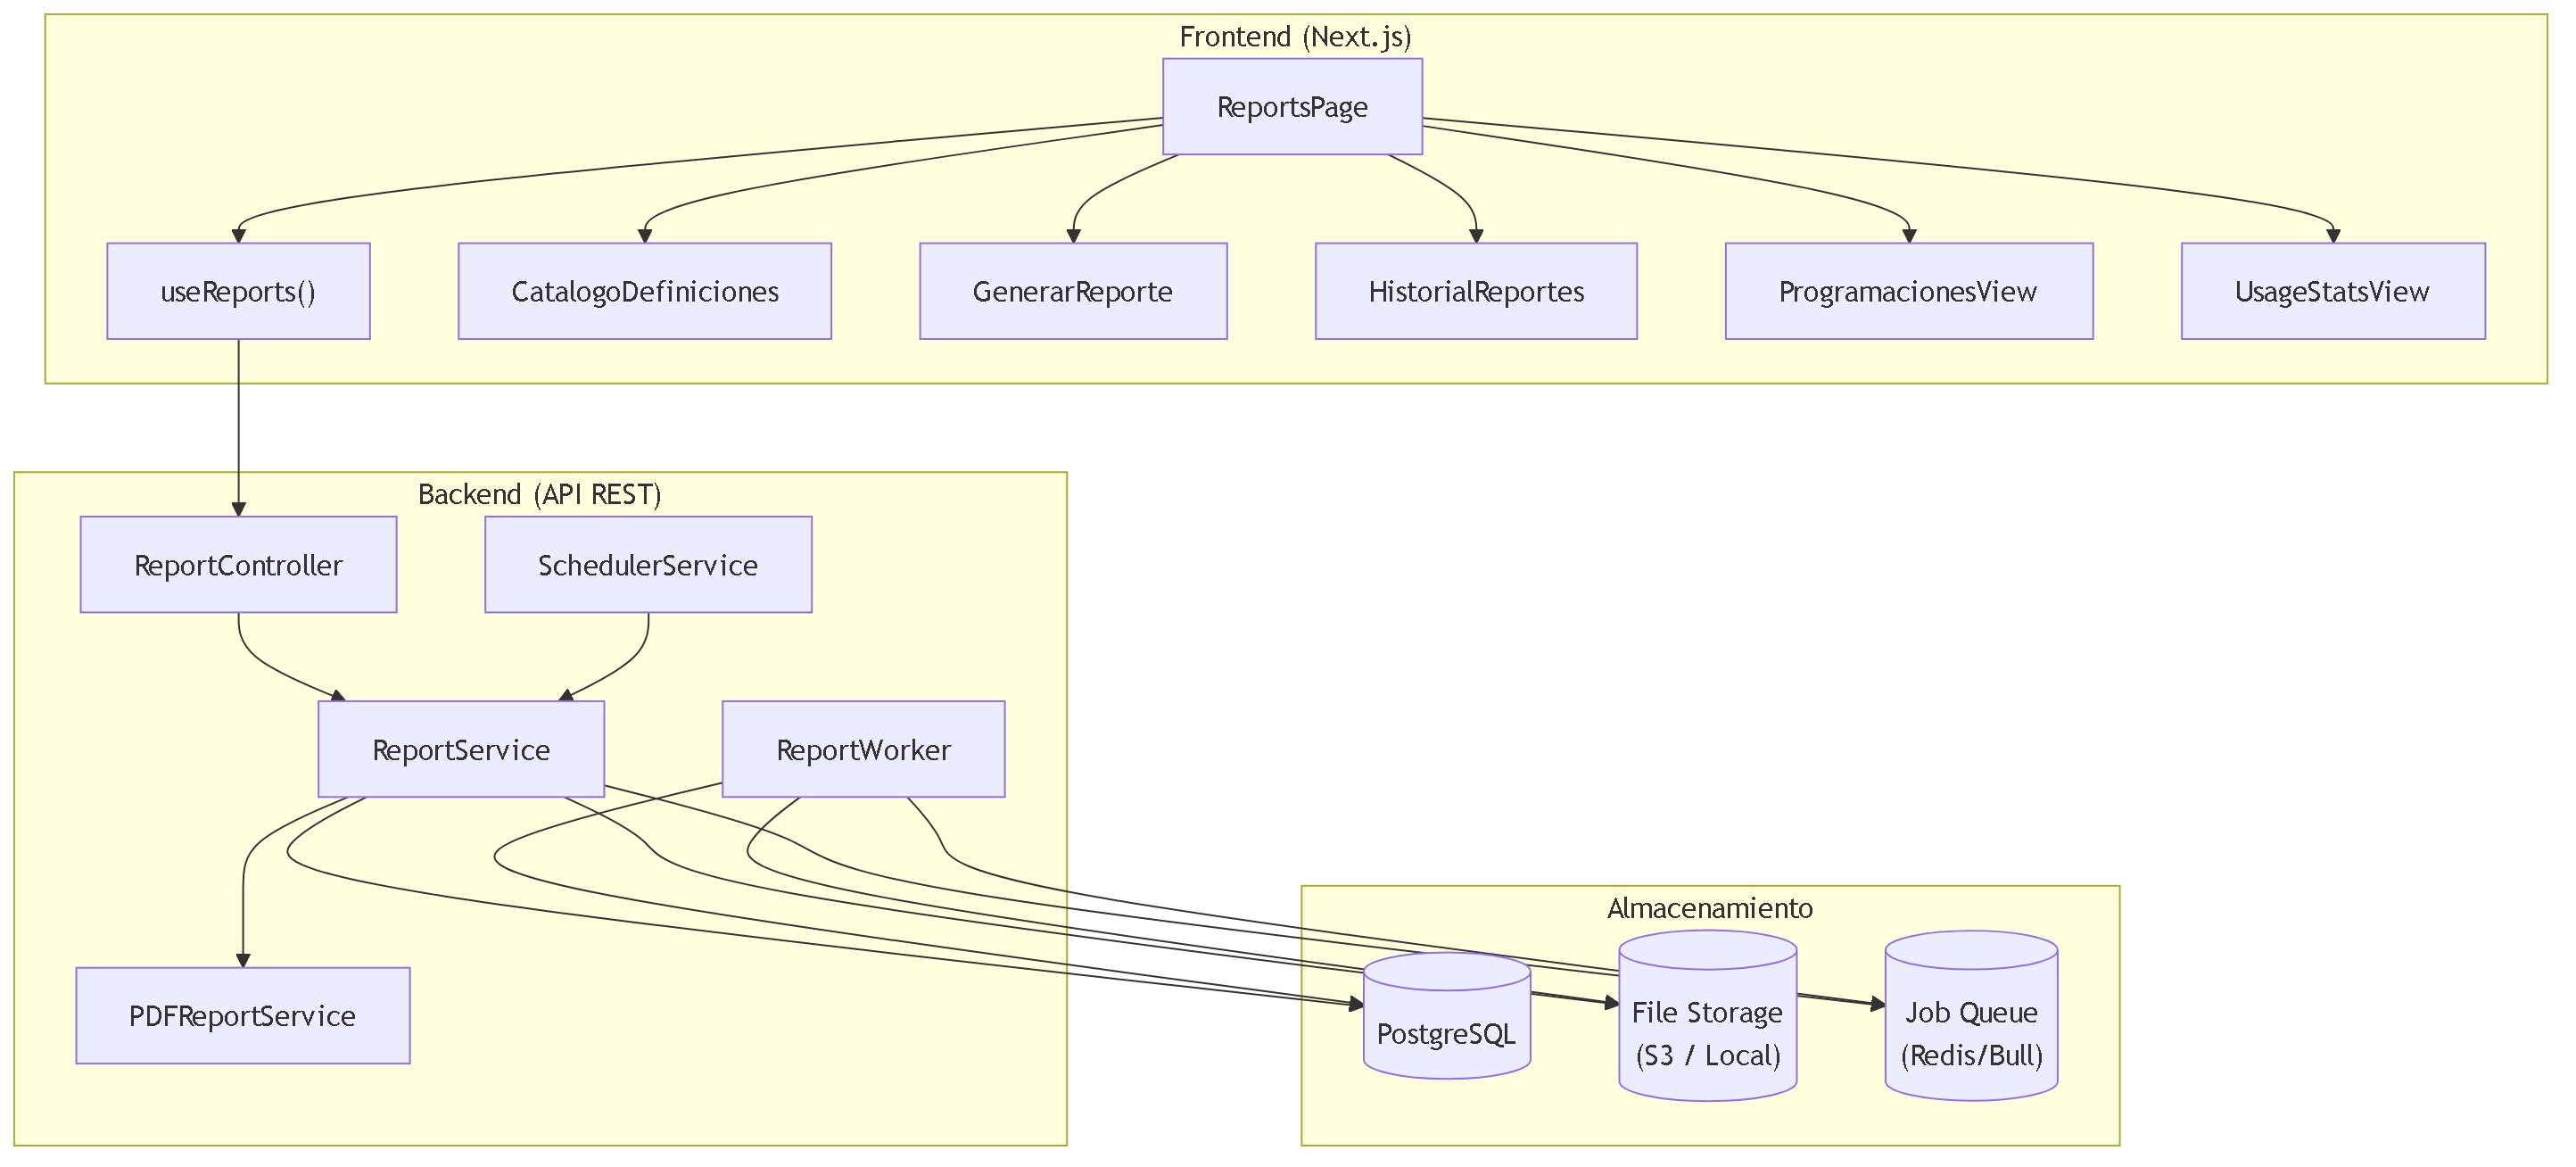 Frontend (Next.js)
ReportsPage
useReports()
CatalogoDefiniciones
GenerarReporte
HistorialReportes
ProgramacionesView
UsageStatsView
Backend (API REST)
ReportController
SchedulerService
ReportService
ReportWorker
PDFReportService
Almacenamiento
PostgreSQL
File Storage
(S3 / Local)
Job Queue
(Redis/Bull)